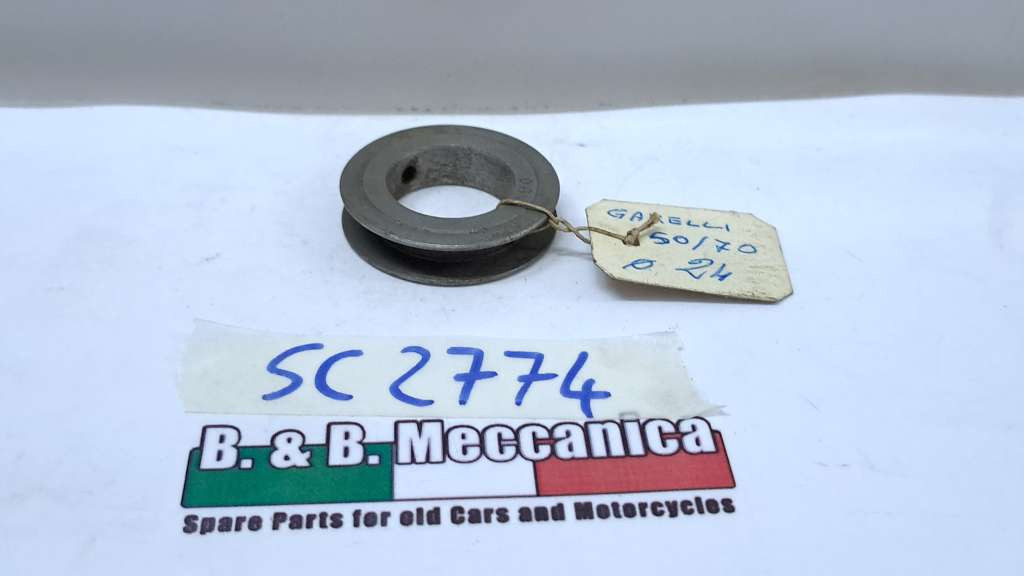 GARELLI
50/70
Ø 24
SC 2774
B. & B. Meccanica
Spare Parts for old Cars and Motorcycles